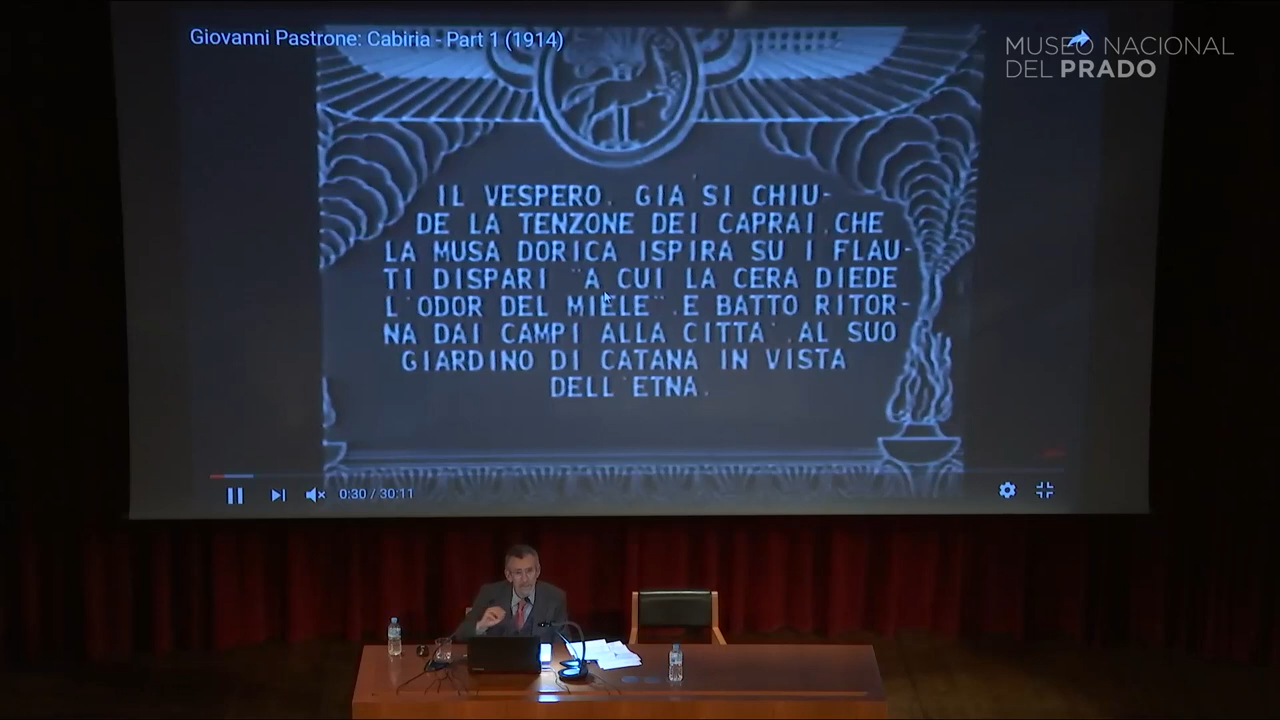 Giovanni Pastrone: Cabiria - Part 1 (1914)
MUSEO NACIONAL
DEL PRADO
IL VESPERO. GIA SI CHIU-
DE LA TENZONE DEI CAPRAI, CHE
LA MUSA DORICA ISPIRA SU I FLAU-
TI DISPARI "A CUI LA CERA DIEDE
L'ODOR DEL MIELE". E BATTO RITOR-
NA DAI CAMPI ALLA CITTA', AL SUO
GIARDINO DI CATANA IN VISTA
DELL'ETNA.
0:30 / 30:11